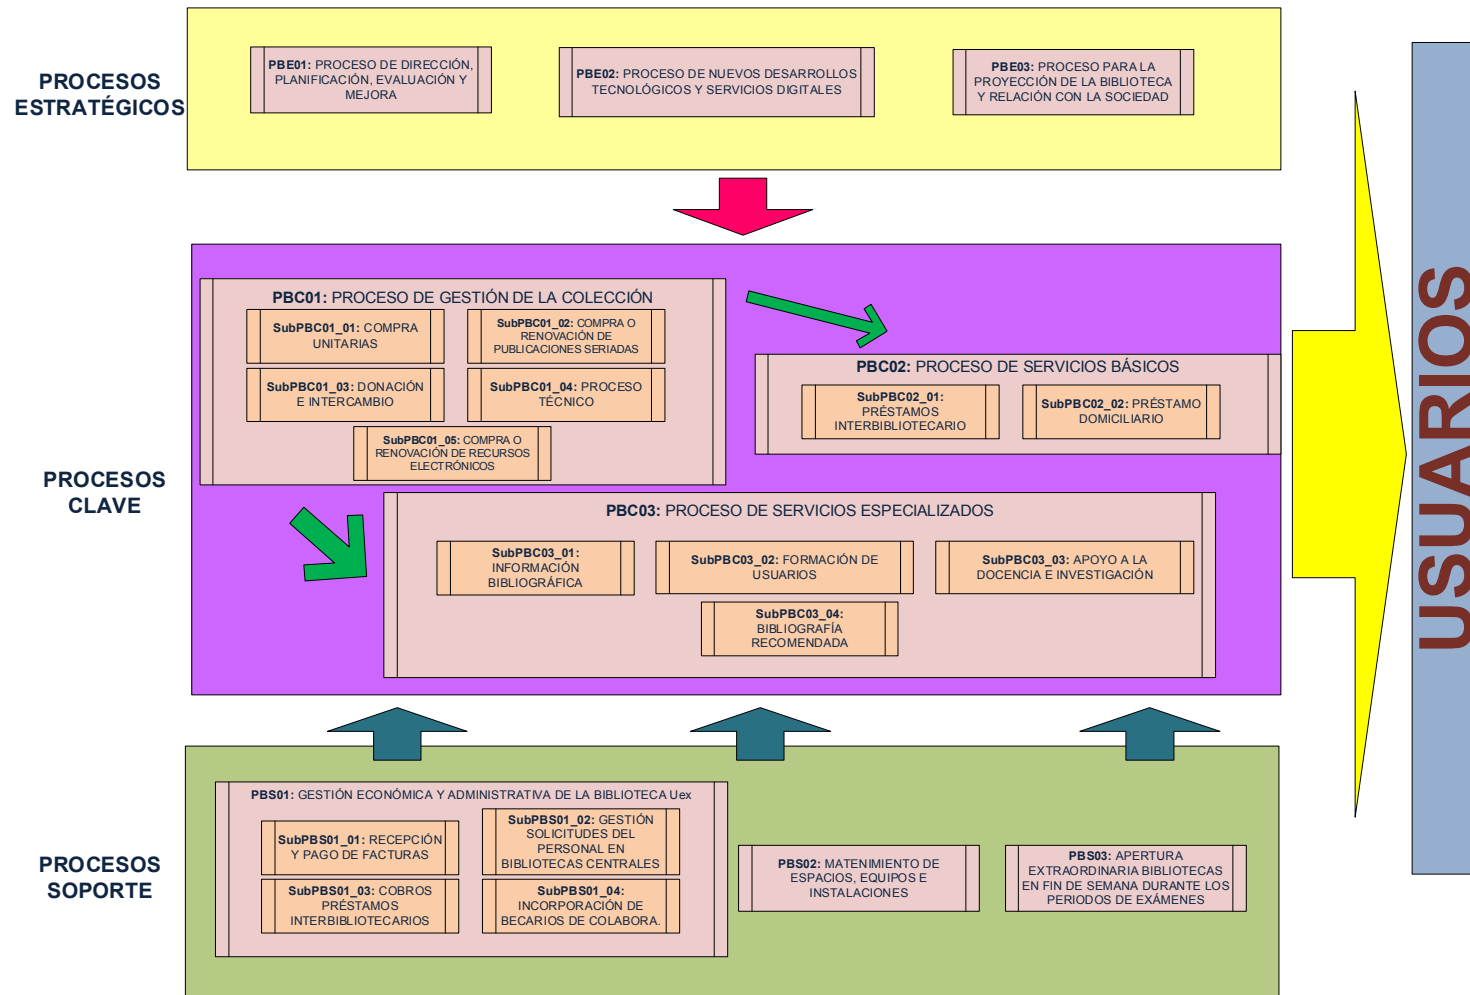 PROCESOS
ESTRATÉGICOS
PBE01: PROCESO DE DIRECCIÓN,
PLANIFICACIÓN, EVALUACIÓN Y
MEJORA
PBE02: PROCESO DE NUEVOS DESARROLLOS
TECNOLÓGICOS Y SERVICIOS DIGITALES
PBE03: PROCESO PARA LA
PROYECCIÓN DE LA BIBLIOTECA
Y RELACIÓN CON LA SOCIEDAD
PROCESOS
CLAVE
PBC01: PROCESO DE GESTIÓN DE LA COLECCIÓN
SubPBC01_01: COMPRA
UNITARIAS
SubPBC01_02: COMPRA O
RENOVACIÓN DE
PUBLICACIONES SERIADAS
SubPBC01_03: DONACIÓN
E INTERCAMBIO
SubPBC01_04: PROCESO
TÉCNICO
SubPBC01_05: COMPRA O
RENOVACIÓN DE RECURSOS
ELECTRÓNICOS
PBC02: PROCESO DE SERVICIOS BÁSICOS
SubPBC02_01:
PRÉSTAMOS
INTERBIBLIOTECARIO
SubPBC02_02: PRÉSTAMO
DOMICILIARIO
PBC03: PROCESO DE SERVICIOS ESPECIALIZADOS
SubPBC03_01:
INFORMACIÓN
BIBLIOGRÁFICA
SubPBC03_02: FORMACIÓN DE
USUARIOS
SubPBC03_03: APOYO A LA
DOCENCIA E INVESTIGACIÓN
SubPBC03_04:
BIBLIOGRAFÍA
RECOMENDADA
PROCESOS
SOPORTE
PBS01: GESTIÓN ECONÓMICA Y ADMINISTRATIVA DE LA BIBLIOTECA Uex
SubPBS01_01: RECEPCIÓN
Y PAGO DE FACTURAS
SubPBS01_02: GESTIÓN
SOLICITUDES DEL
PERSONAL EN
BIBLIOTECAS CENTRALES
SubPBS01_03: COBROS
PRÉSTAMOS
INTERBIBLIOTECARIOS
SubPBS01_04:
INCORPORACIÓN DE
BECARIOS DE COLABORA.
PBS02: MATENIMIENTO DE
ESPACIOS, EQUIPOS E
INSTALACIONES
PBS03: APERTURA
EXTRAORDINARIA BIBLIOTECAS
EN FIN DE SEMANA DURANTE LOS
PERIODOS DE EXÁMENES
USUARIOS